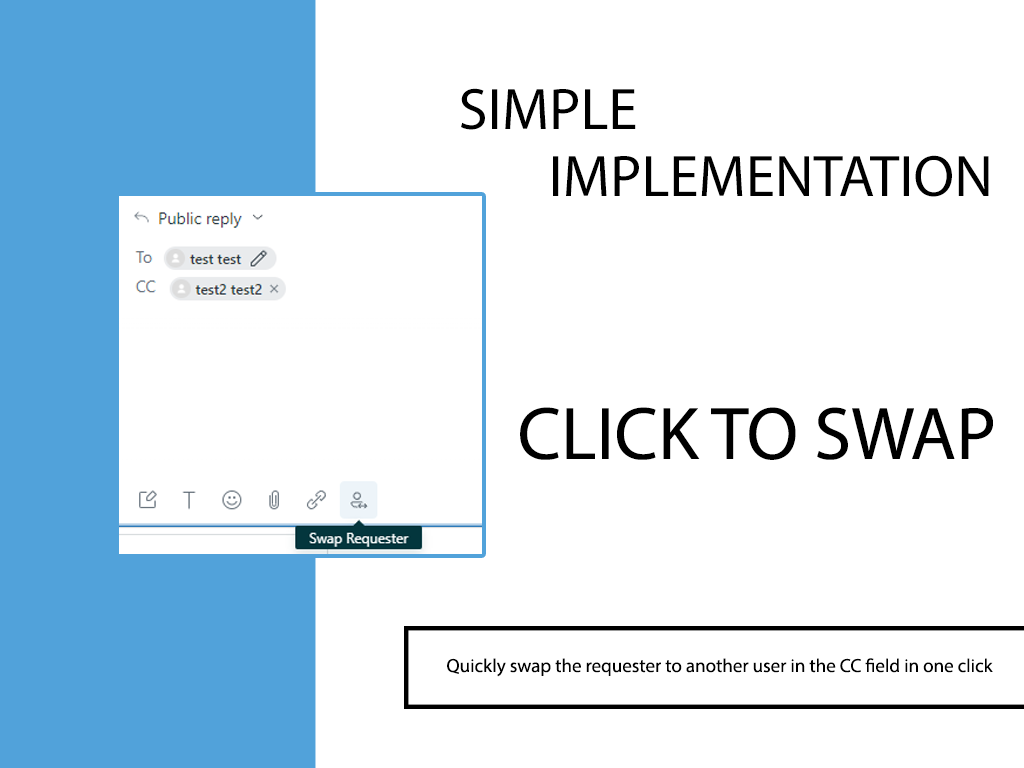 SIMPLE
IMPLEMENTATION
Public reply
To test test
CC test2 test2
CLICK TO SWAP
Swap Requester
Quickly swap the requester to another user in the CC field in one click